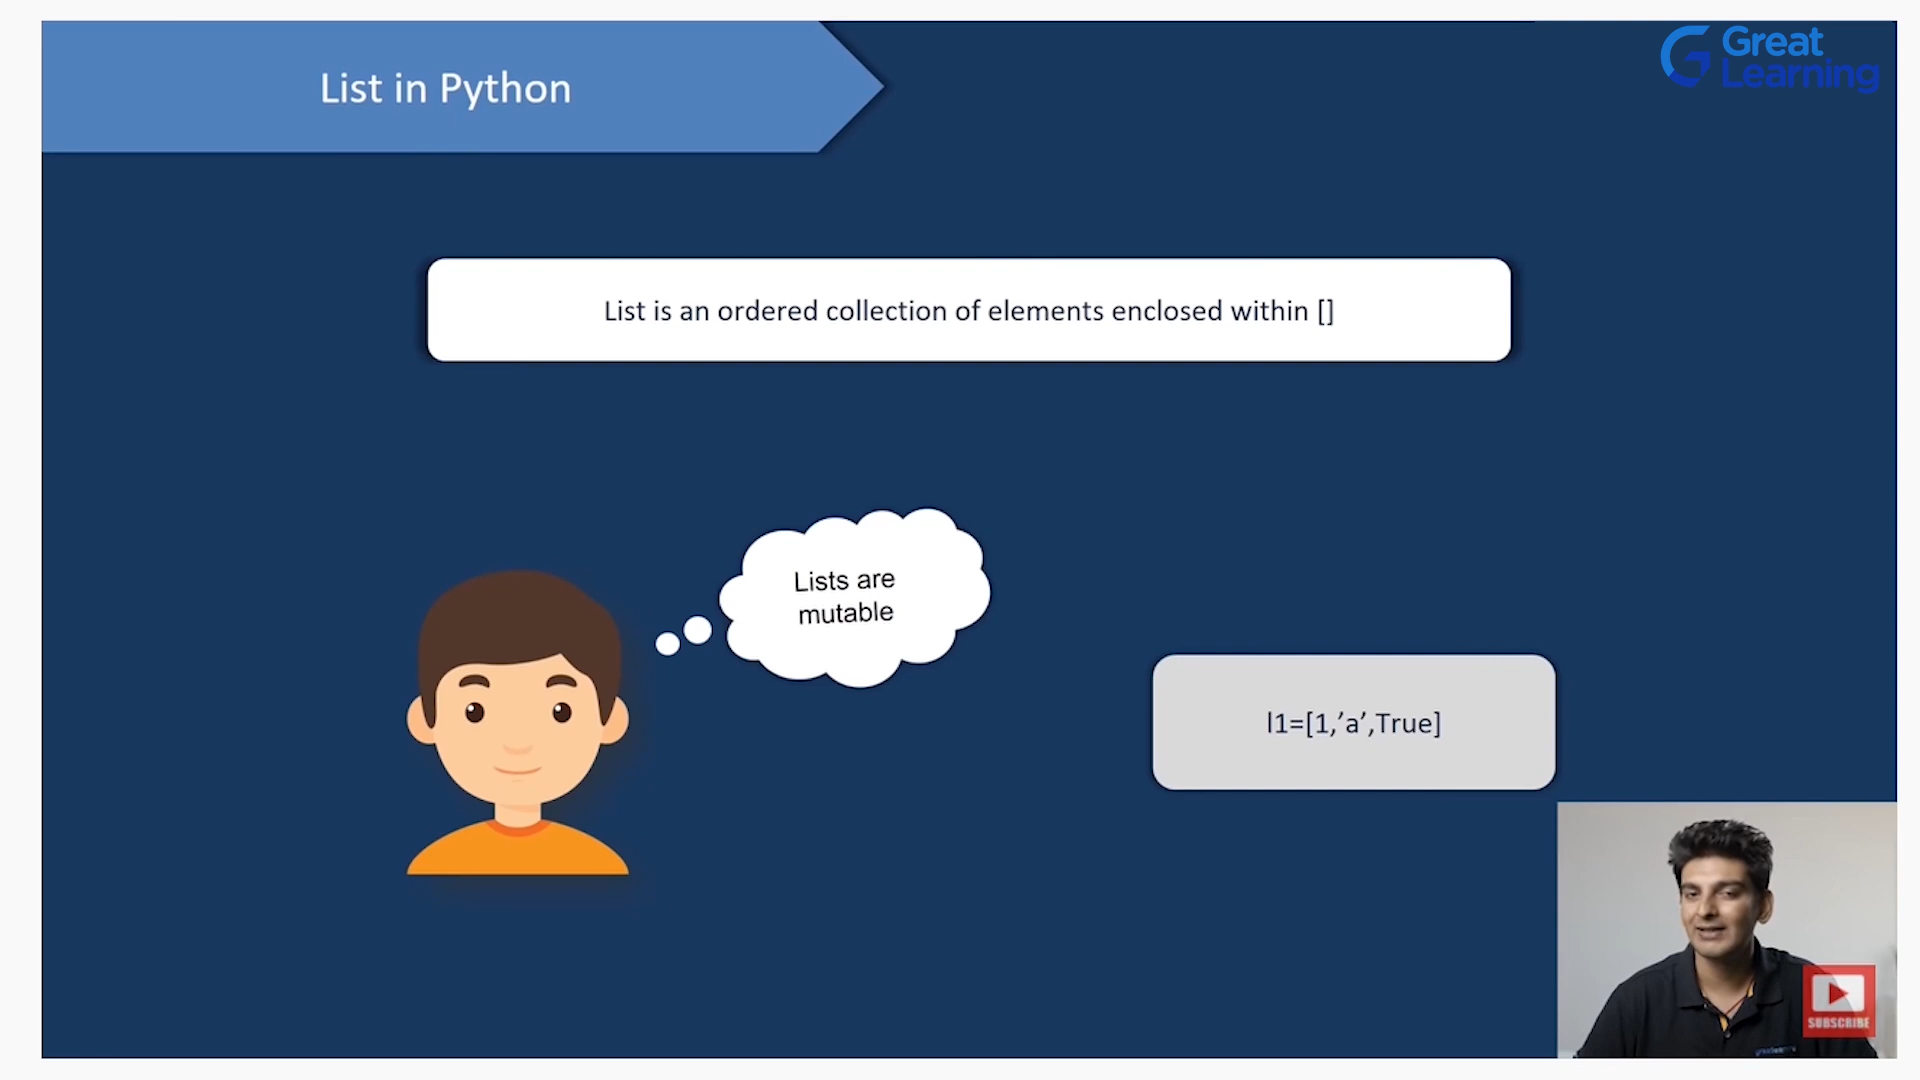 List in Python
Great
Learning
List is an ordered collection of elements enclosed within []
Lists are
mutable
l1=[1,’a’,True]
SUBSCRIBE